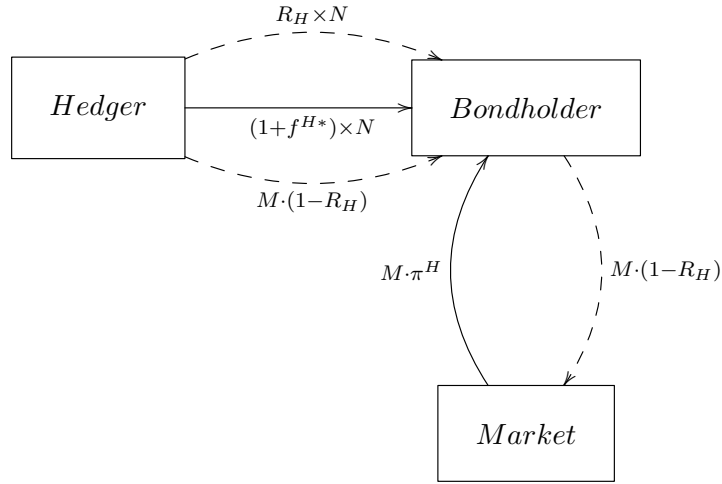 R_H × N
Hedger
Bondholder
(1+f^{H*}) × N
M·(1−R_H)
M·π^H
M·(1−R_H)
Market